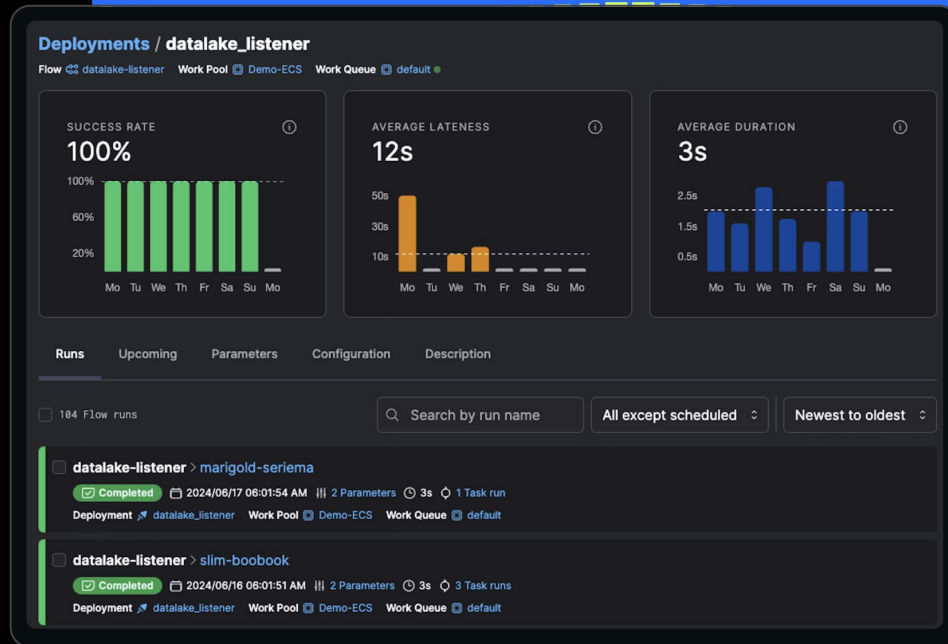 Deployments / datalake_listener
Flow datalake-listener Work Pool Demo-ECS Work Queue default
SUCCESS RATE
100%
100%
60%
20%
Mo Tu We Th Fr Sa Su Mo
AVERAGE LATENESS
12s
50s
30s
10s
Mo Tu We Th Fr Sa Su Mo
AVERAGE DURATION
3s
2.5s
1.5s
0.5s
Mo Tu We Th Fr Sa Su Mo
Runs Upcoming Parameters Configuration Description
104 Flow runs Search by run name All except scheduled Newest to oldest
datalake-listener > marigold-seriema
Completed 2024/06/17 06:01:54 AM 2 Parameters 3s 1 Task run
Deployment datalake_listener Work Pool Demo-ECS Work Queue default
datalake-listener > slim-boobook
Completed 2024/06/16 06:01:51 AM 2 Parameters 3s 3 Task runs
Deployment datalake_listener Work Pool Demo-ECS Work Queue default